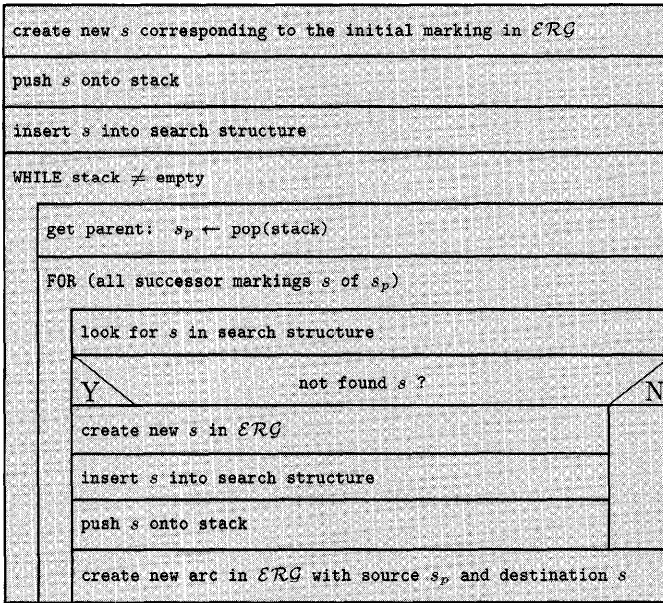 create new s corresponding to the initial marking in ℰℛ𝒢
push s onto stack
insert s into search structure
WHILE stack ≠ empty
get parent: sₚ ← pop(stack)
FOR (all successor markings s of sₚ)
look for s in search structure
Y not found s ? N
create new s in ℰℛ𝒢
insert s into search structure
push s onto stack
create new arc in ℰℛ𝒢 with source sₚ and destination s